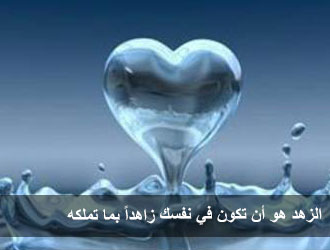 الزهد هو أن تكون في نفسك زاهداً بما تملكه